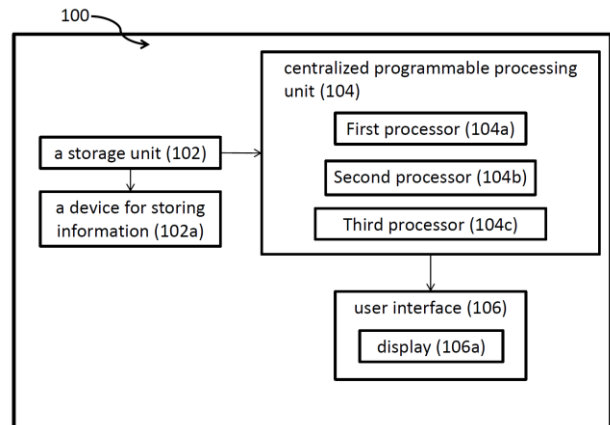 100
centralized programmable processing
unit (104)
First processor (104a)
a storage unit (102)
Second processor (104b)
a device for storing
information (102a)
Third processor (104c)
user interface (106)
display (106a)